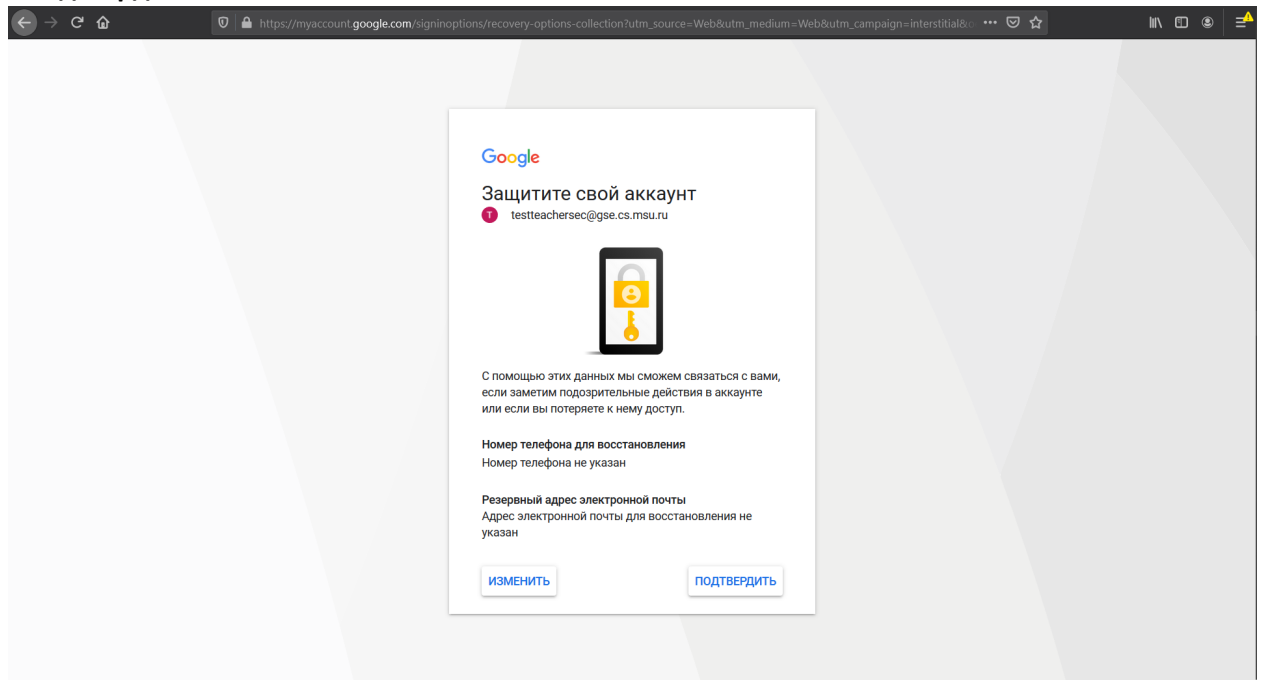 https://myaccount.google.com/signinoptions/recovery-options-collection?utm_source=Web&utm_medium=Web&utm_campaign=interstitial&
Google
Защитите свой аккаунт
T testteachersec@gse.cs.msu.ru
С помощью этих данных мы сможем связаться с вами,
если заметим подозрительные действия в аккаунте
или если вы потеряете к нему доступ.
Номер телефона для восстановления
Номер телефона не указан
Резервный адрес электронной почты
Адрес электронной почты для восстановления не
указан
ИЗМЕНИТЬ ПОДТВЕРДИТЬ